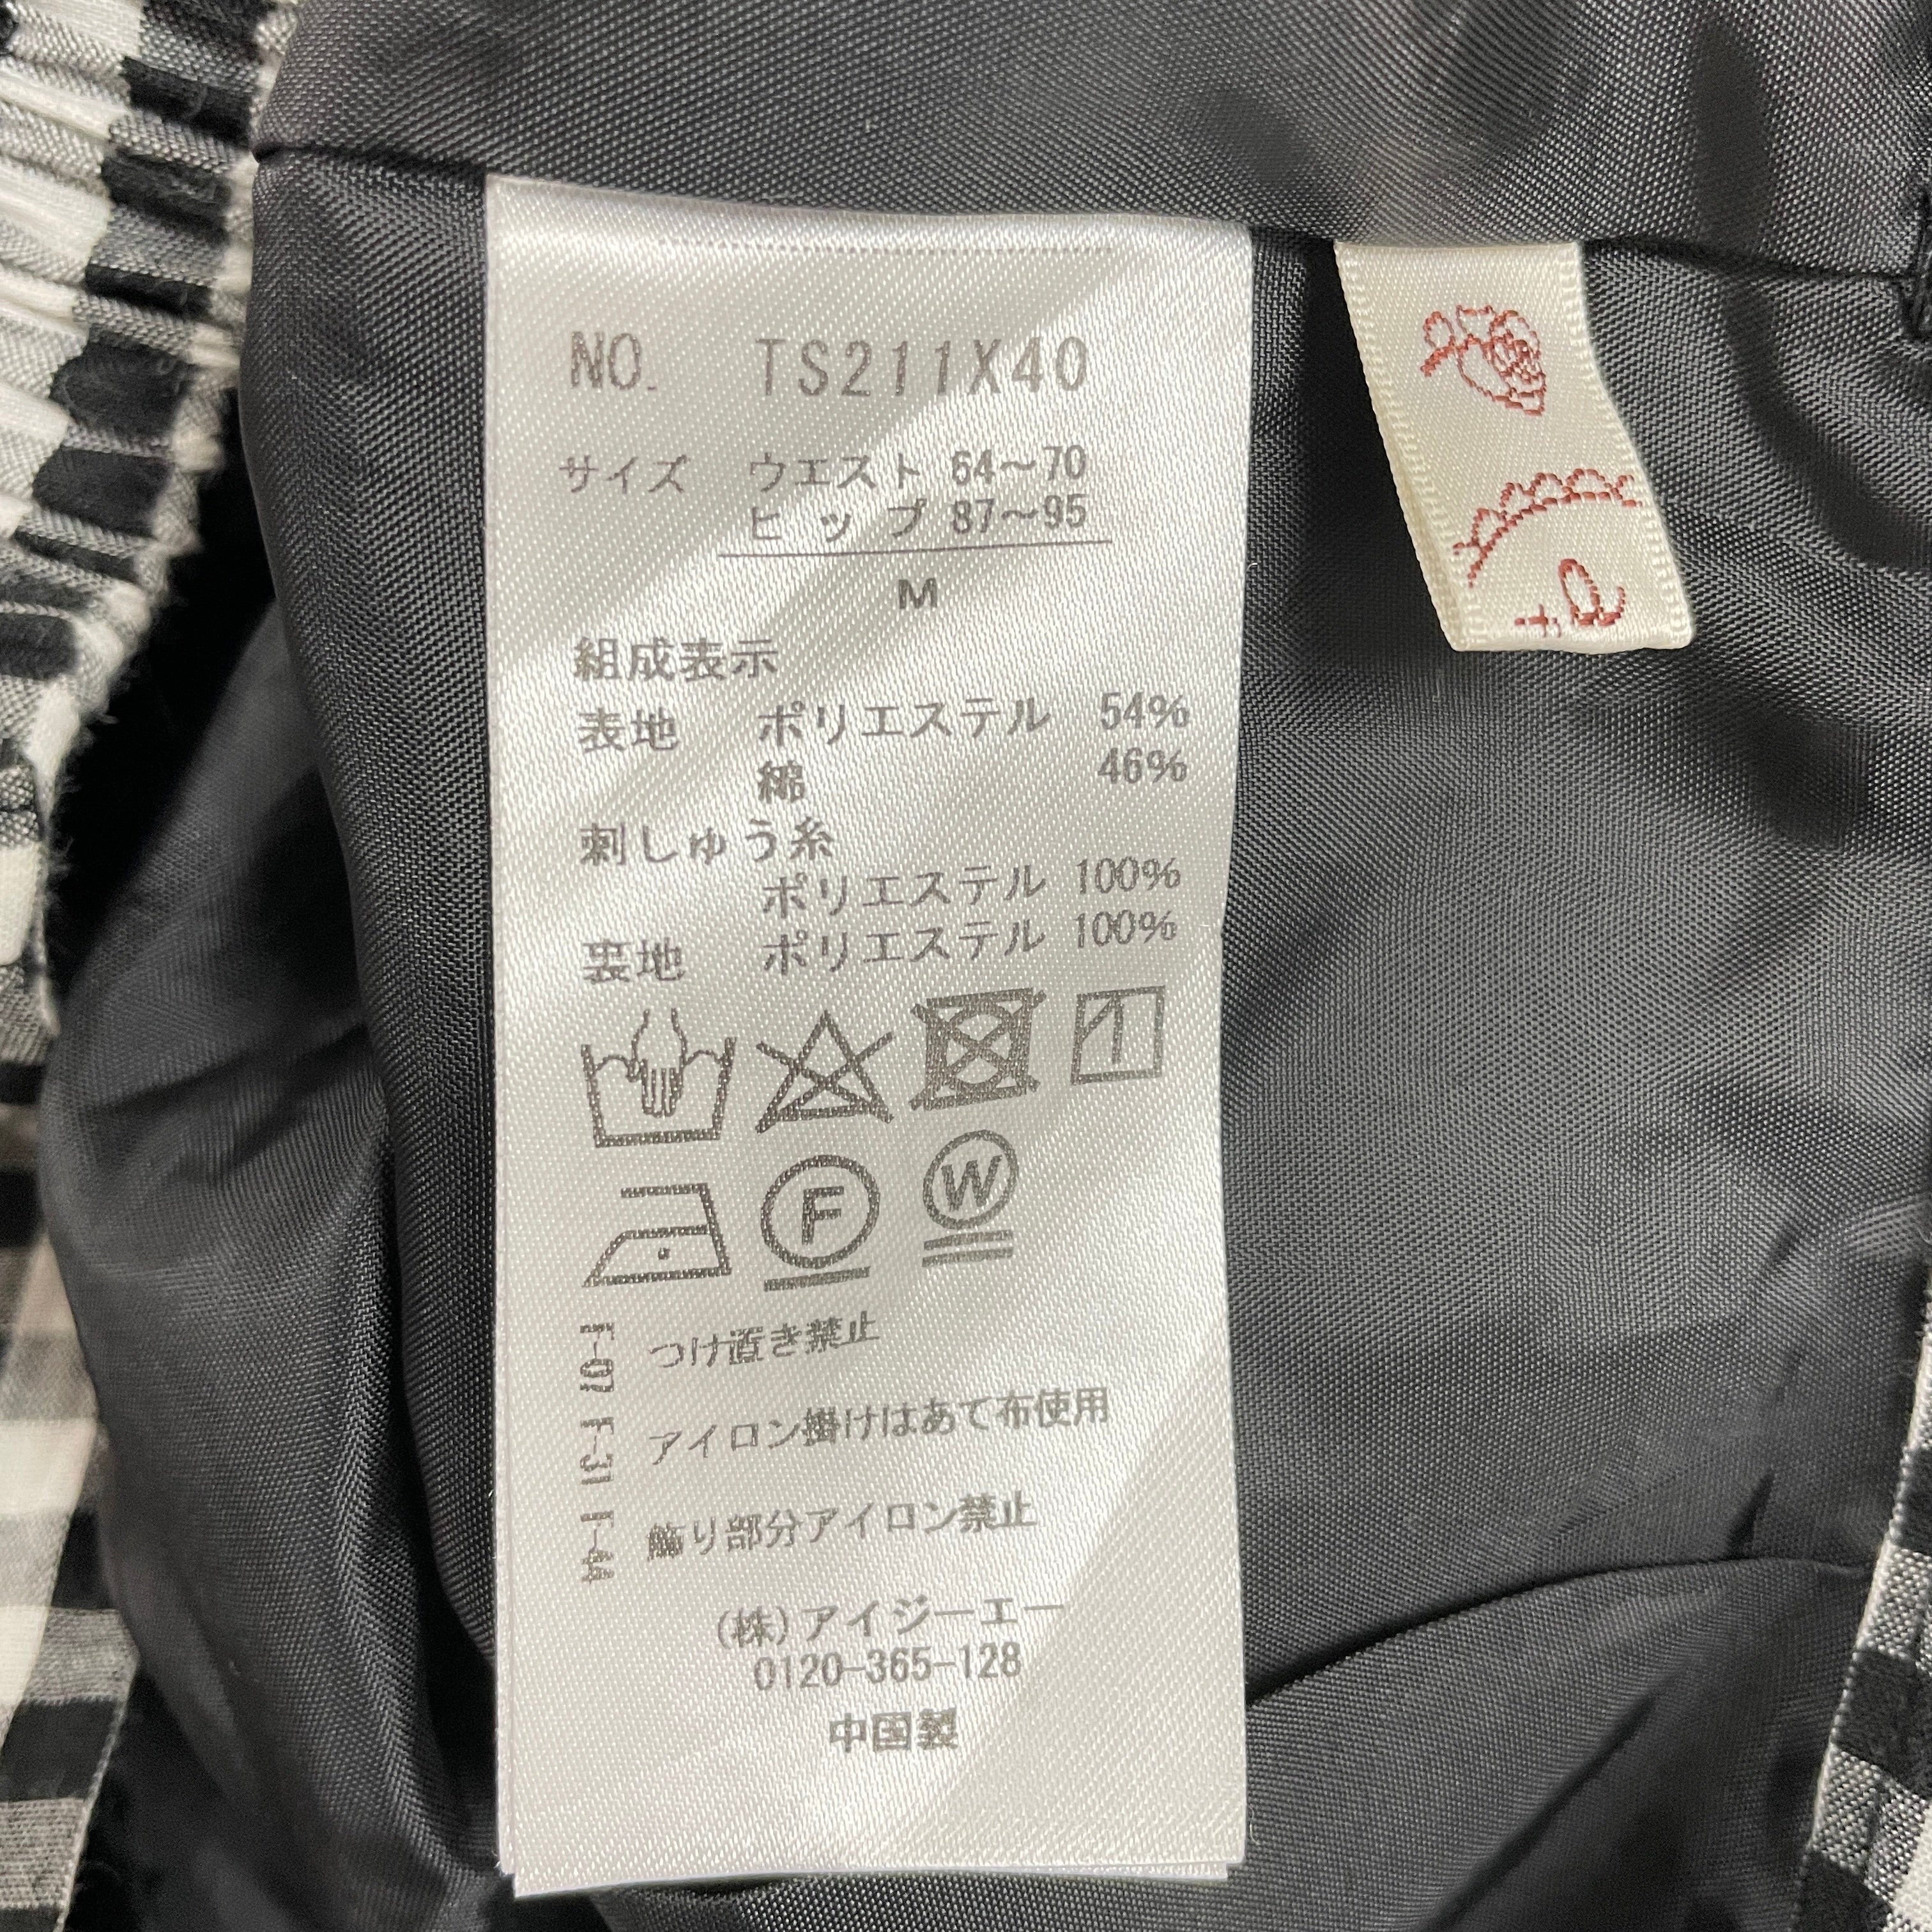 NO. TS211X40
サイズ ウエスト 64〜70
ヒップ 87〜95
M
組成表示
表地 ポリエステル 54%
綿 46%
刺しゅう糸
ポリエステル 100%
裏地 ポリエステル 100%
F
W
F-07 つけ置き禁止
F-31 アイロン掛けはあて布使用
F-44 飾り部分アイロン禁止
(株)アイジーエー
0120-365-128
中国製